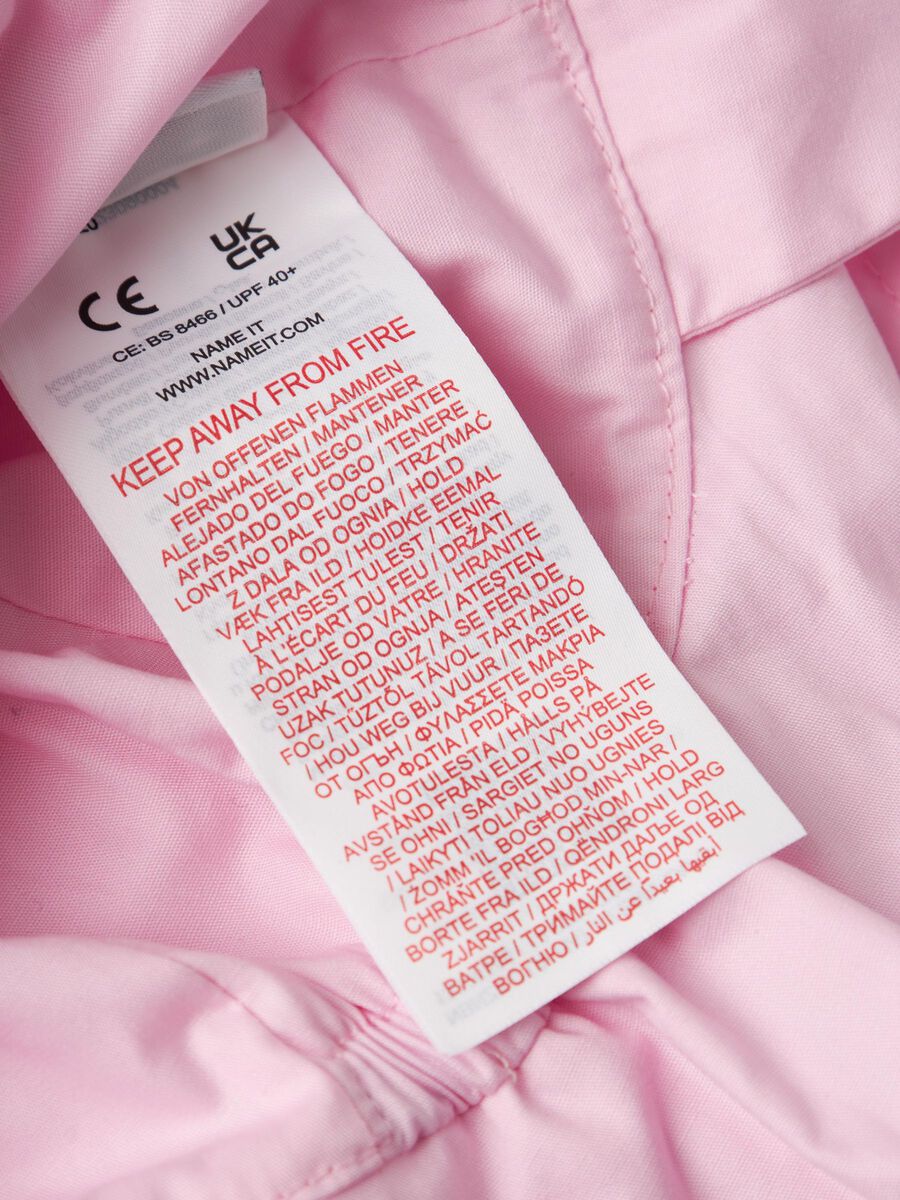 CE
UK
CA
CE: BS 8466 / UPF 40+
NAME IT
WWW.NAMEIT.COM
KEEP AWAY FROM FIRE
VON OFFENEN FLAMMEN
FERNHALTEN / MANTENER
ALEJADO DEL FUEGO / MANTER
AFASTADO DO FOGO / TENERE
LONTANO DAL FUOCO / TRZYMAĆ
Z DALA OD OGNIA / HOLD
VÆK FRA ILD / HOIDKE EEMAL
LAHTISEST TULEST / TENIR
À L'ÉCART DU FEU / DRŽATI
PODALJE OD VATRE / HRANITE
STRAN OD OGNJA / ATEŞTEN
UZAK TUTUNUZ / A SE FERI DE
FOC / TŰZTŐL TÁVOL TARTANDÓ
/ HOU WEG BIJ VUUR / ПАЗЕТЕ
ОТ ОГЪН / ΦΥΛΑΣΣΕΤΕ ΜΑΚΡΙΑ
ΑΠΟ ΦΩΤΙΑ / PIDÄ POISSA
AVOTULESTA / HÅLLS PÅ
AVSTÅND FRÅN ELD / VYHÝBEJTE
SE OHNI / SARGIET NO UGUNS
/ LAIKYTI TOLIAU NUO UGNIES
/ ŻOMM 'IL BOGĦOD MIN-NAR /
CHRÁNTE PRED OHNOM / HOLD
BORTE FRA ILD / QËNDRONI LARG
ZJARRIT / ДРЖАТИ ДАЉЕ ОД
ВАТРЕ / ТРИМАЙТЕ ПОДАЛІ ВІД
ВОГНЮ / أبقيها بعيداً عن النار